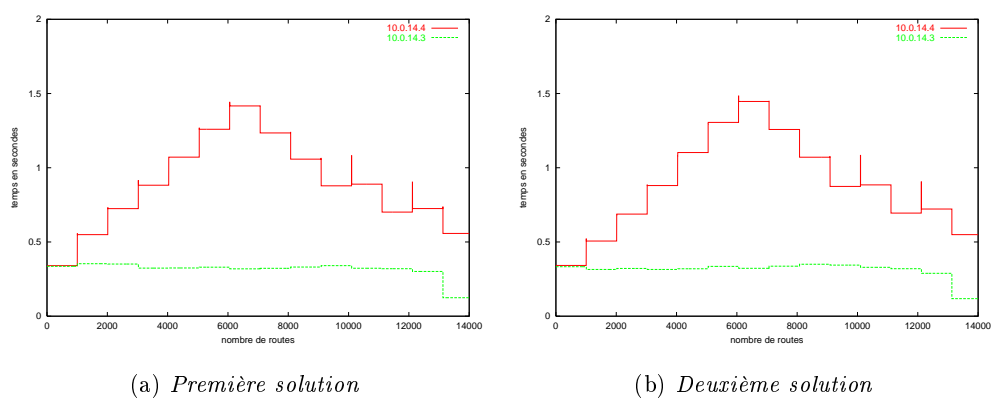 2
1.5
1
0.5
0
0 2000 4000 6000 8000 10000 12000 14000
temps en secondes
nombre de routes
10.0.14.4
10.0.14.3
(a) Première solution
2
1.5
1
0.5
0
0 2000 4000 6000 8000 10000 12000 14000
temps en secondes
nombre de routes
10.0.14.4
10.0.14.3
(b) Deuxième solution